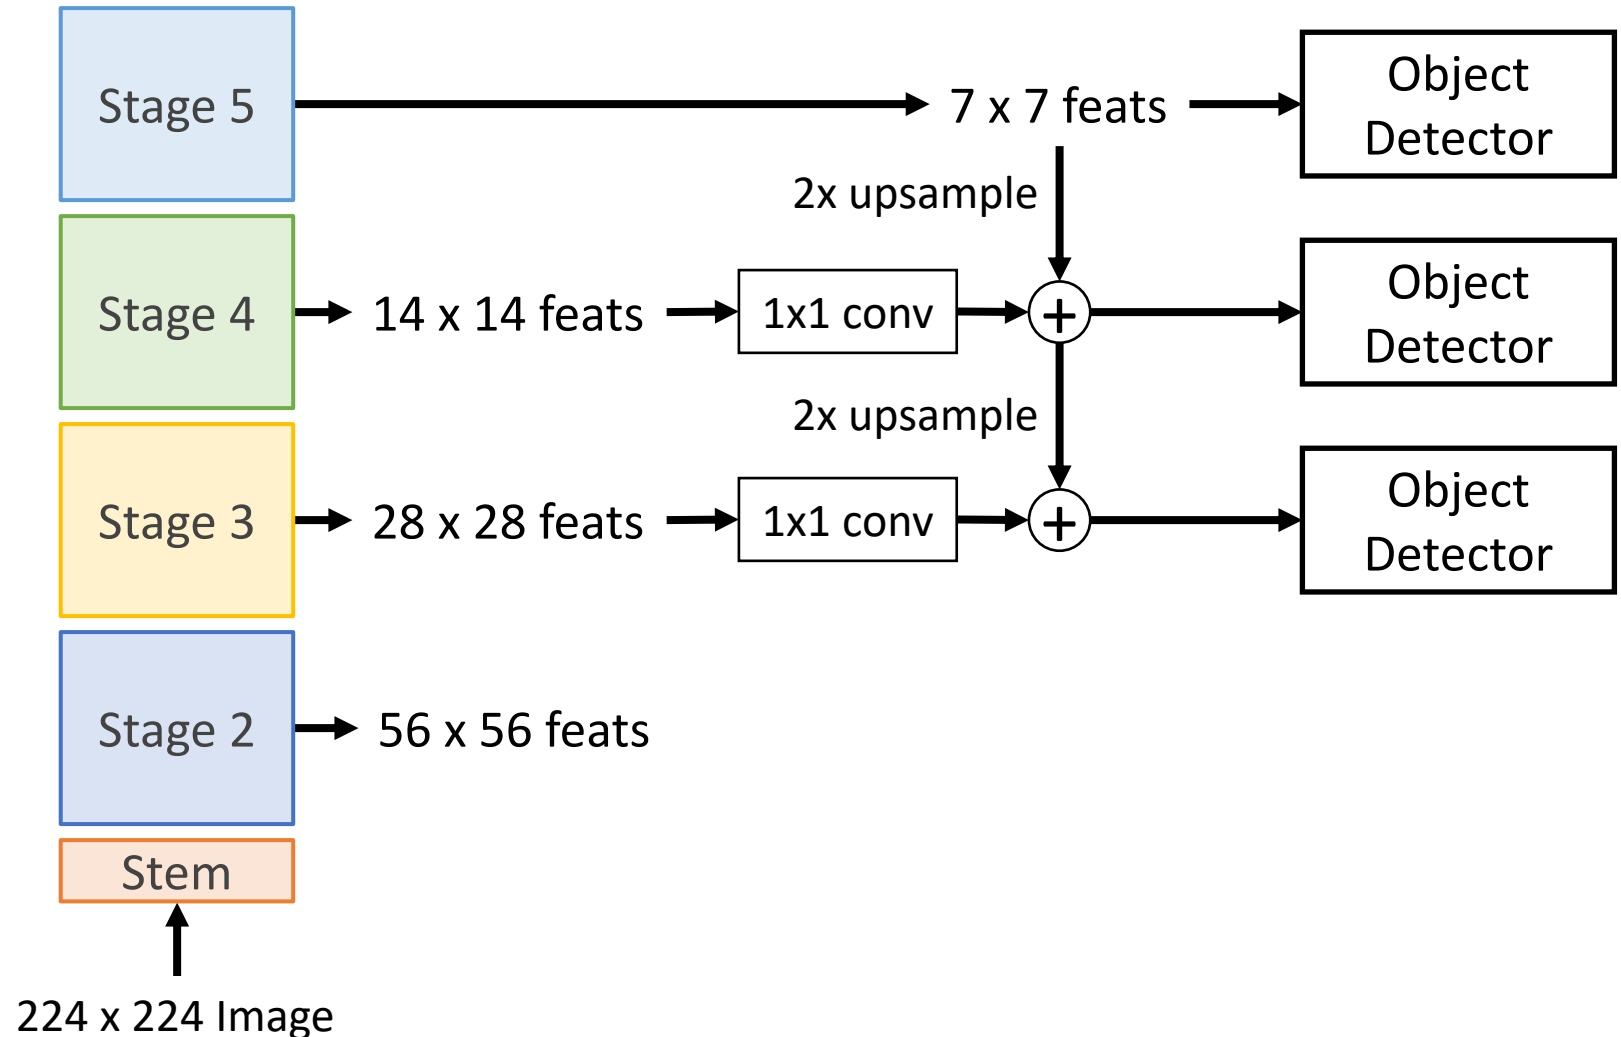 Stage 5
7 x 7 feats
Object
Detector
2x upsample
Stage 4
14 x 14 feats
1x1 conv
+
Object
Detector
2x upsample
Stage 3
28 x 28 feats
1x1 conv
+
Object
Detector
Stage 2
56 x 56 feats
Stem
224 x 224 Image